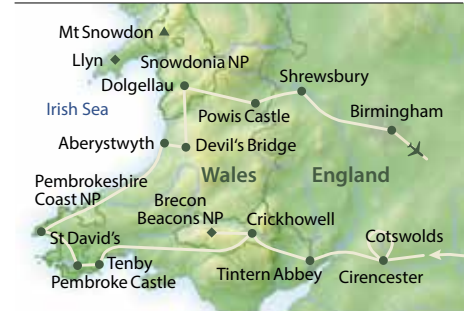 Mt Snowdon
Llyn
Snowdonia NP
Dolgellau
Shrewsbury
Irish Sea
Powis Castle
Birmingham
Aberystwyth
Devil‘s Bridge
Wales
England
Pembrokeshire
Coast NP
Brecon
Beacons NP
Crickhowell
St David's
Cotswolds
Tenby
Pembroke Castle
Tintern Abbey
Cirencester